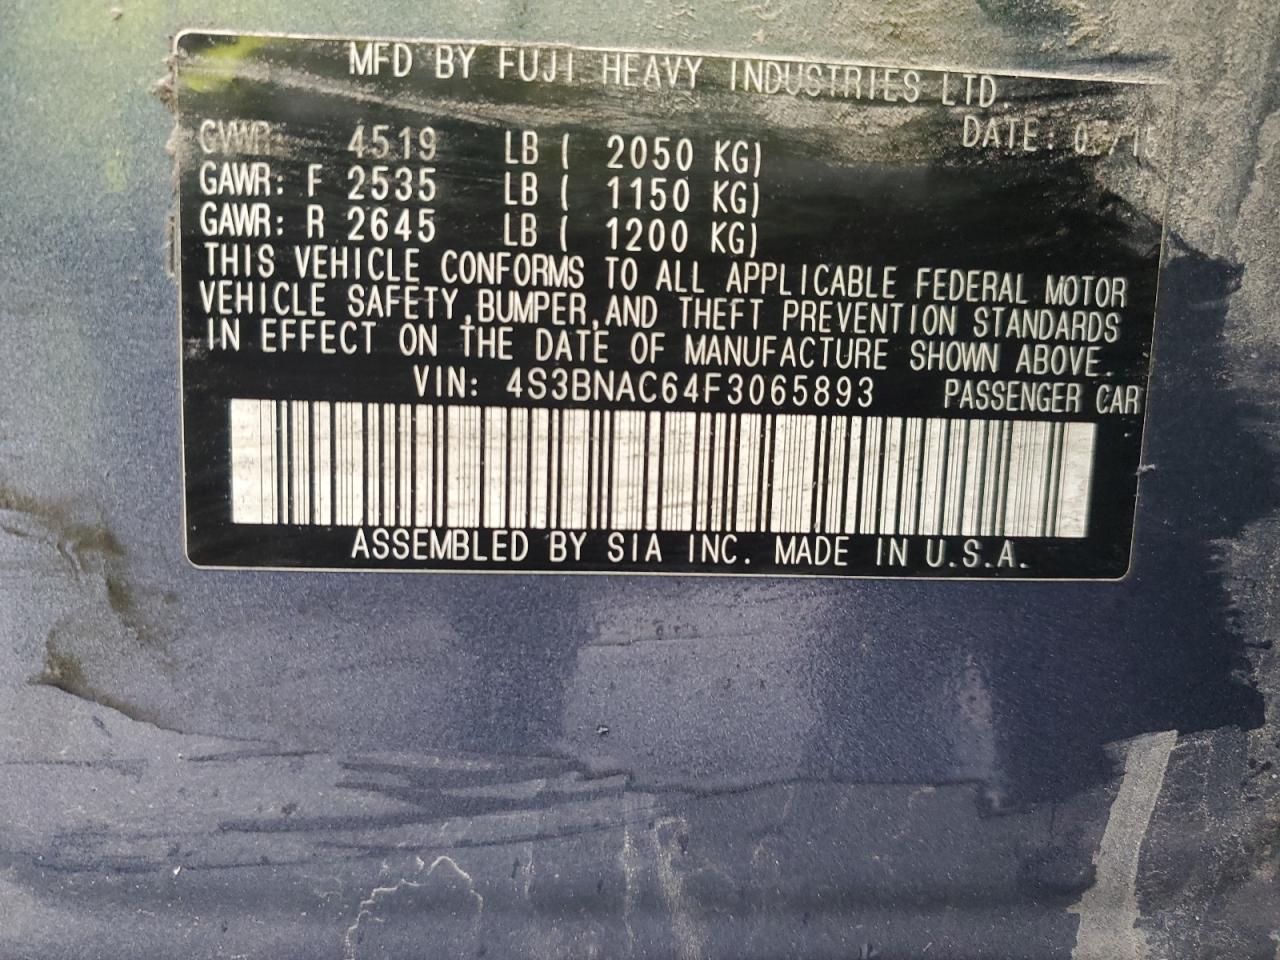 MFD BY FUJI HEAVY INDUSTRIES LTD.
DATE:
GVWR: 4519 LB ( 2050 KG)
GAWR: F 2535 LB ( 1150 KG)
GAWR: R 2645 LB ( 1200 KG)
THIS VEHICLE CONFORMS TO ALL APPLICABLE FEDERAL MOTOR
VEHICLE SAFETY,BUMPER,AND THEFT PREVENTION STANDARDS
IN EFFECT ON THE DATE OF MANUFACTURE SHOWN ABOVE.
VIN: 4S3BNAC64F3065893 PASSENGER CAR
ASSEMBLED BY SIA INC. MADE IN U.S.A.